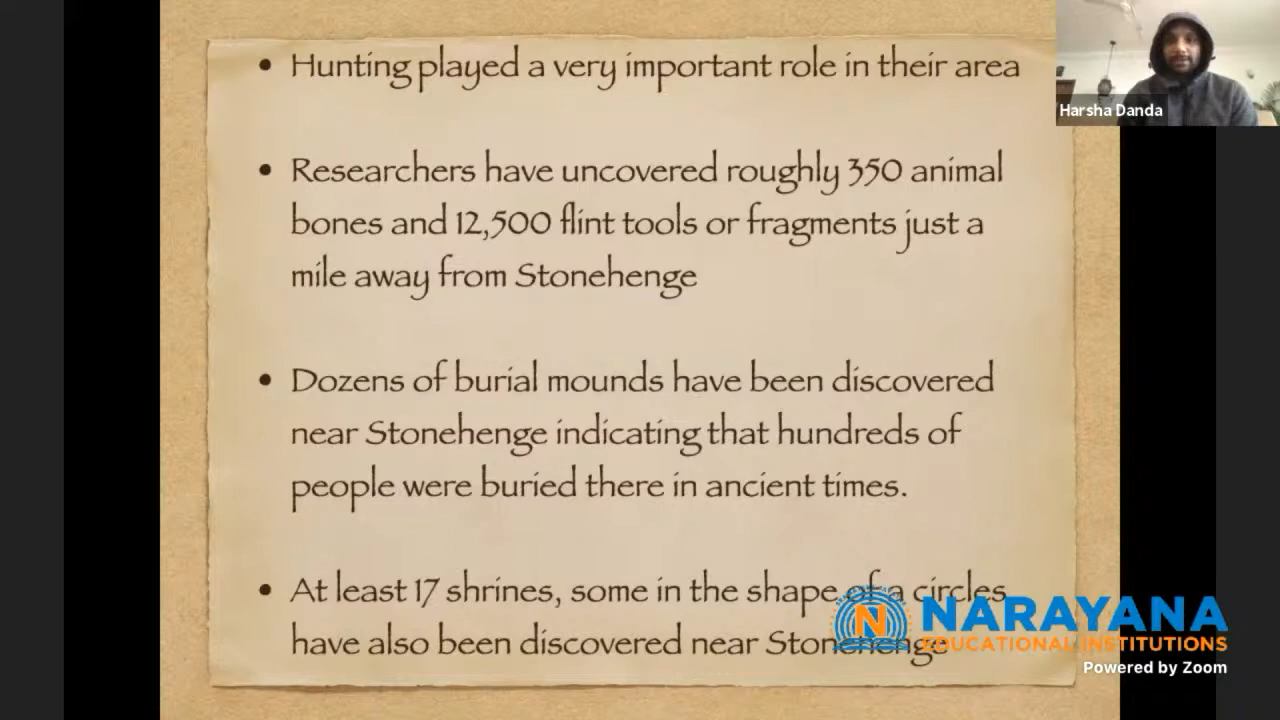 • Hunting played a very important role in their area
Harsha Danda
• Researchers have uncovered roughly 350 animal
bones and 12,500 flint tools or fragments just a
mile away from Stonehenge
• Dozens of burial mounds have been discovered
near Stonehenge indicating that hundreds of
people were buried there in ancient times.
• At least 17 shrines, some in the shape of a circles
have also been discovered near Stonehenge
N NARAYANA
EDUCATIONAL INSTITUTIONS
Powered by Zoom